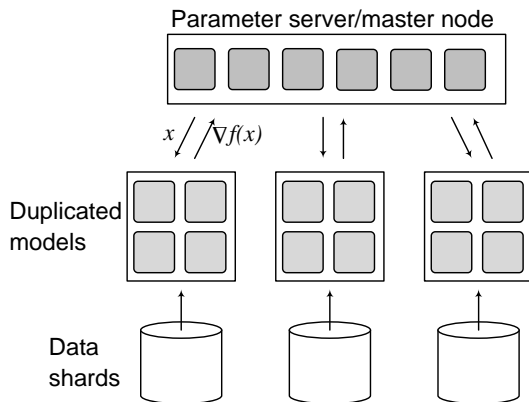 Parameter server/master node
x
∇f(x)
Duplicated
models
Data
shards